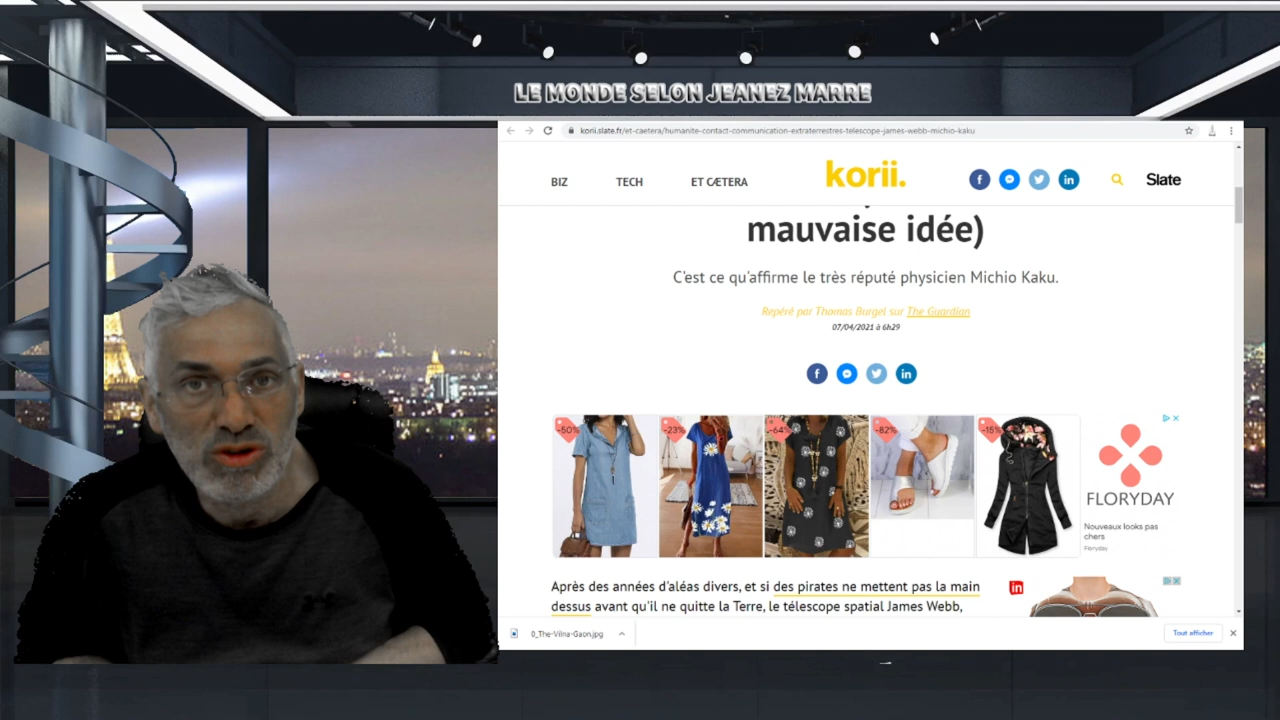 LE MONDE SELON JEANEZ MARRE
korii.slate.fr/et-caetera/humanite-contact-communication-extraterrestres-telescope-james-webb-michio-kaku
BIZ TECH ET CÆTERA korii. Slate
mauvaise idée)
C'est ce qu'affirme le très réputé physicien Michio Kaku.
Repéré par Thomas Burgel sur The Guardian
07/04/2021 à 6h29
-50% -23% -64% -82% -15%
FLORYDAY
Nouveaux looks pas
chers
Floryday
Après des années d'aléas divers, et si des pirates ne mettent pas la main
dessus avant qu'il ne quitte la Terre, le télescope spatial James Webb,
0_The-Vilna-Gaon.jpg
Tout afficher